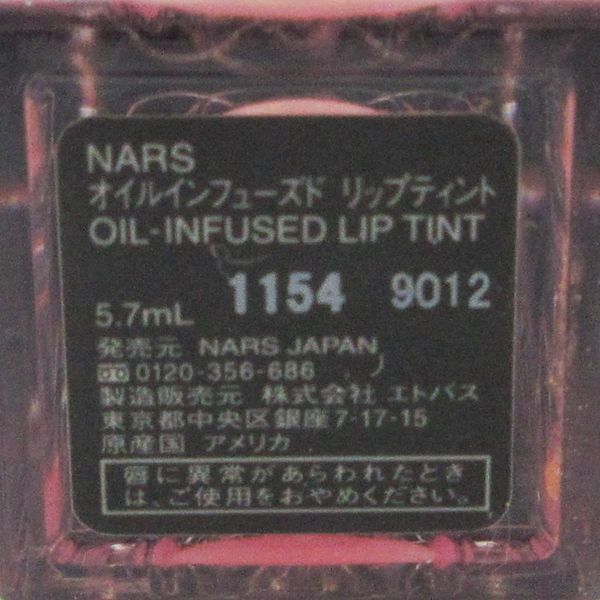 NARS
オイルインフューズド リップティント
OIL-INFUSED LIP TINT
5.7mL 1154 9012
発売元 NARS JAPAN
0120-356-686
製造販売元 株式会社 エトバス
東京都中央区銀座7-17-15
原産国 アメリカ
唇に異常があらわれたとき
は、ご使用をおやめください。